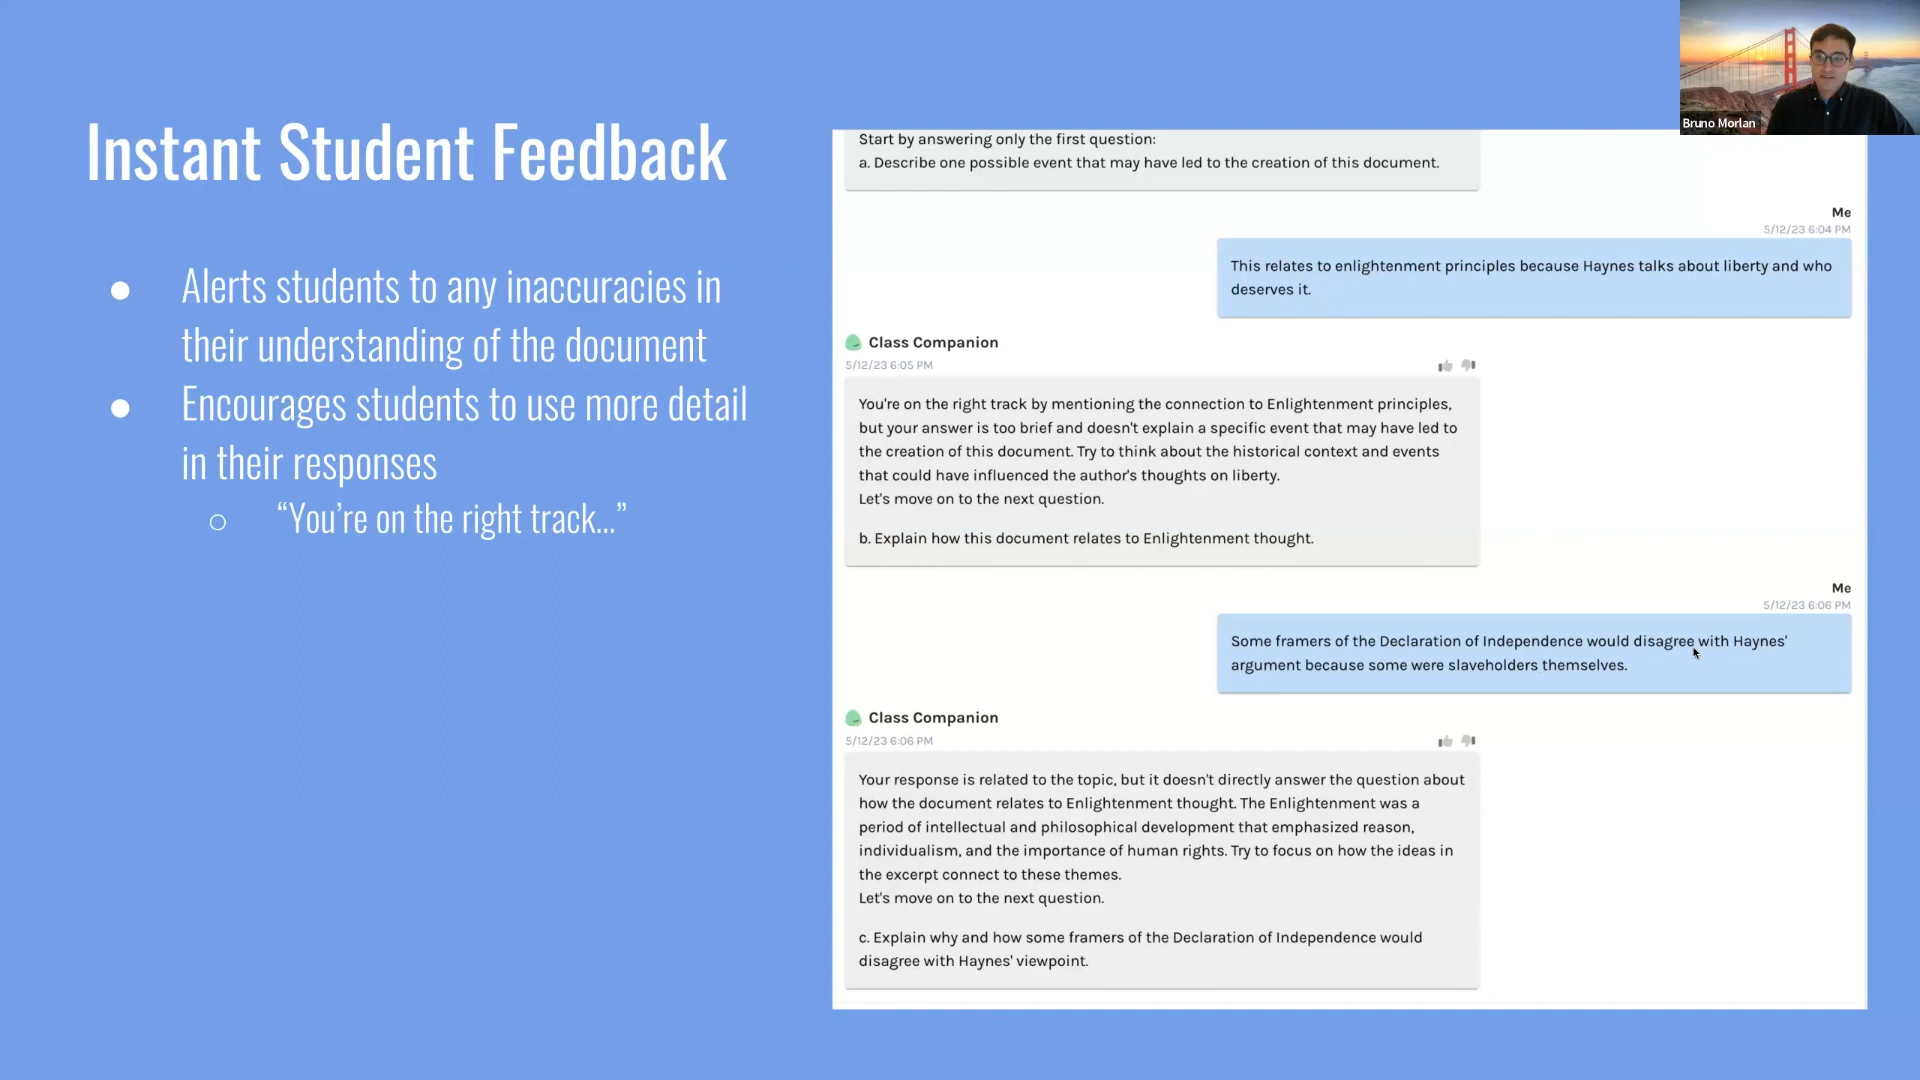 Bruno Morlan
Instant Student Feedback
● Alerts students to any inaccuracies in
their understanding of the document
● Encourages students to use more detail
in their responses
○ “You’re on the right track...”
Start by answering only the first question:
a. Describe one possible event that may have led to the creation of this document.
Me
5/12/23 6:04 PM
This relates to enlightenment principles because Haynes talks about liberty and who
deserves it.
Class Companion
5/12/23 6:05 PM
You're on the right track by mentioning the connection to Enlightenment principles,
but your answer is too brief and doesn't explain a specific event that may have led to
the creation of this document. Try to think about the historical context and events
that could have influenced the author's thoughts on liberty.
Let's move on to the next question.
b. Explain how this document relates to Enlightenment thought.
Me
5/12/23 6:06 PM
Some framers of the Declaration of Independence would disagree with Haynes'
argument because some were slaveholders themselves.
Class Companion
5/12/23 6:06 PM
Your response is related to the topic, but it doesn't directly answer the question about
how the document relates to Enlightenment thought. The Enlightenment was a
period of intellectual and philosophical development that emphasized reason,
individualism, and the importance of human rights. Try to focus on how the ideas in
the excerpt connect to these themes.
Let's move on to the next question.
c. Explain why and how some framers of the Declaration of Independence would
disagree with Haynes' viewpoint.